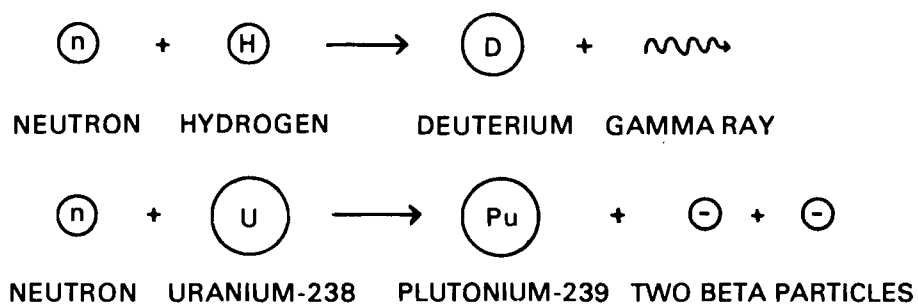 n + H → D +
NEUTRON HYDROGEN DEUTERIUM GAMMA RAY
n + U → Pu + - + -
NEUTRON URANIUM-238 PLUTONIUM-239 TWO BETA PARTICLES